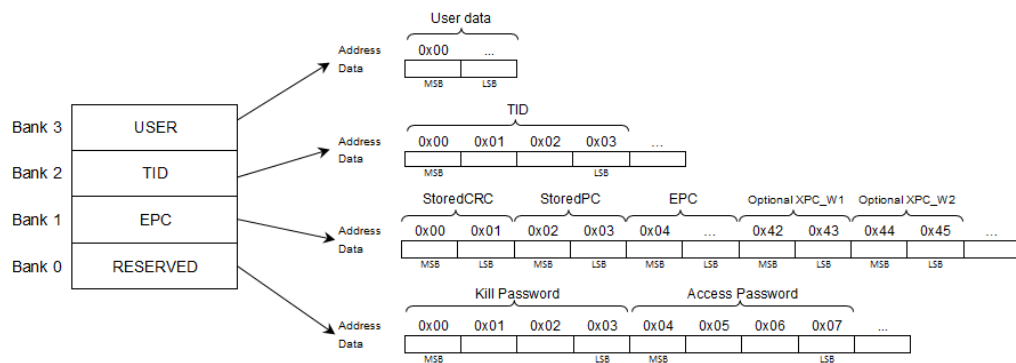 User data
Address 0x00 ...
Data
MSB LSB
Bank 3 USER
TID
Address 0x00 0x01 0x02 0x03 ...
Data
MSB LSB
Bank 2 TID
StoredCRC StoredPC EPC Optional XPC_W1 Optional XPC_W2
Address 0x00 0x01 0x02 0x03 0x04 ... 0x42 0x43 0x44 0x45 ...
Data
MSB LSB MSB LSB MSB LSB MSB LSB MSB LSB
Bank 1 EPC
Bank 0 RESERVED
Kill Password Access Password
Address 0x00 0x01 0x02 0x03 0x04 0x05 0x06 0x07 ...
Data
MSB LSB MSB LSB